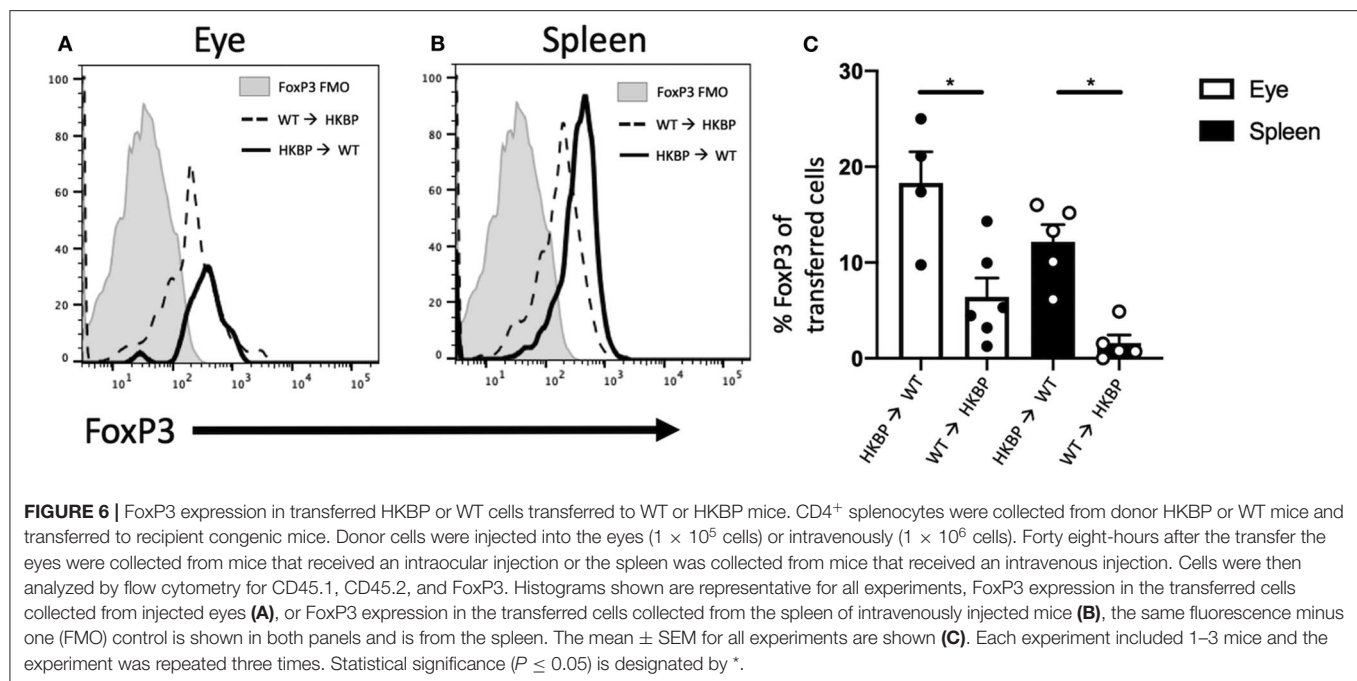 A
Eye
100
80
60
40
20
0
10¹ 10² 10³ 10⁴ 10⁵
FoxP3 FMO
WT → HKBP
HKBP → WT
B
Spleen
100
80
60
40
20
0
10¹ 10² 10³ 10⁴ 10⁵
FoxP3 FMO
WT → HKBP
HKBP → WT
FoxP3
C
% FoxP3 of
transferred cells
30
20
10
0
* *
HKBP → WT
WT → HKBP
HKBP → WT
WT → HKBP
Eye
Spleen
FIGURE 6 | FoxP3 expression in transferred HKBP or WT cells transferred to WT or HKBP mice. CD4⁺ splenocytes were collected from donor HKBP or WT mice and
transferred to recipient congenic mice. Donor cells were injected into the eyes (1 × 10⁵ cells) or intravenously (1 × 10⁶ cells). Forty eight-hours after the transfer the
eyes were collected from mice that received an intraocular injection or the spleen was collected from mice that received an intravenous injection. Cells were then
analyzed by flow cytometry for CD45.1, CD45.2, and FoxP3. Histograms shown are representative for all experiments, FoxP3 expression in the transferred cells
collected from injected eyes (A), or FoxP3 expression in the transferred cells collected from the spleen of intravenously injected mice (B), the same fluorescence minus
one (FMO) control is shown in both panels and is from the spleen. The mean ± SEM for all experiments are shown (C). Each experiment included 1–3 mice and the
experiment was repeated three times. Statistical significance (P ≤ 0.05) is designated by *.